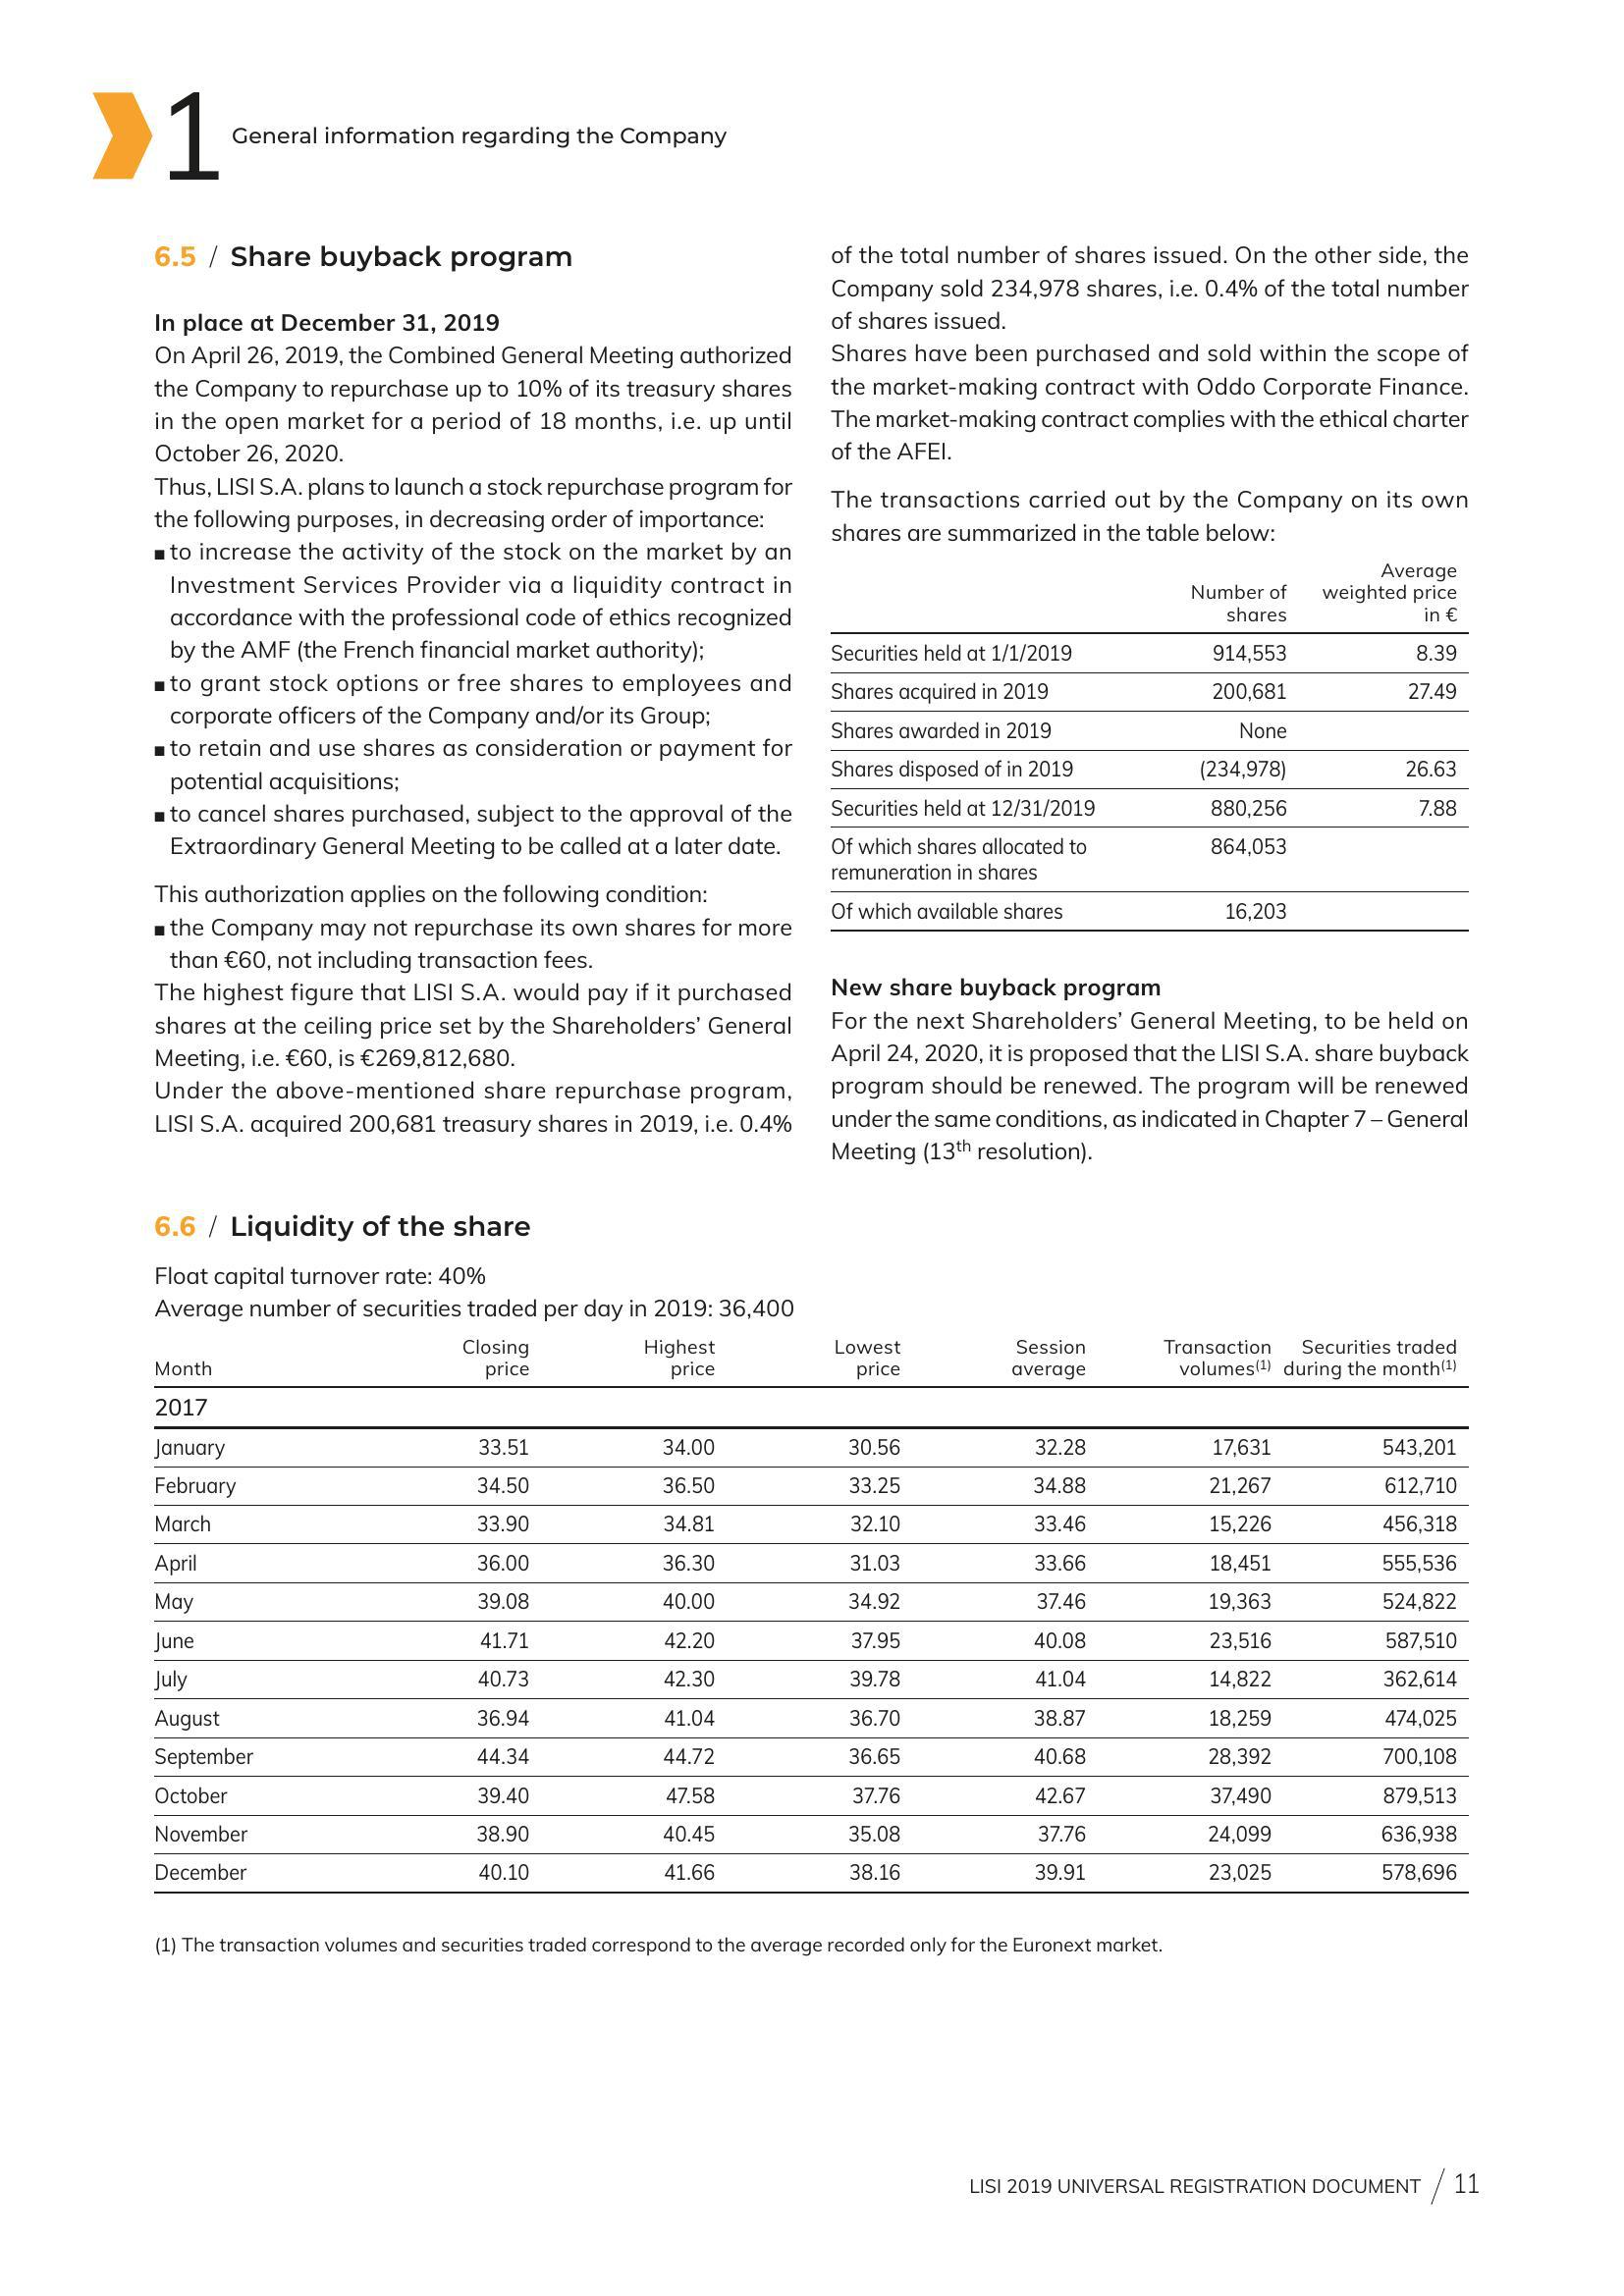 1 General information regarding the Company
6.5 / Share buyback program
In place at December 31, 2019
On April 26, 2019, the Combined General Meeting authorized
the Company to repurchase up to 10% of its treasury shares
in the open market for a period of 18 months, i.e. up until
October 26, 2020.
Thus, LISI S.A. plans to launch a stock repurchase program for
the following purposes, in decreasing order of importance:
■ to increase the activity of the stock on the market by an
Investment Services Provider via a liquidity contract in
accordance with the professional code of ethics recognized
by the AMF (the French financial market authority);
■ to grant stock options or free shares to employees and
corporate officers of the Company and/or its Group;
■ to retain and use shares as consideration or payment for
potential acquisitions;
■ to cancel shares purchased, subject to the approval of the
Extraordinary General Meeting to be called at a later date.
This authorization applies on the following condition:
■ the Company may not repurchase its own shares for more
than €60, not including transaction fees.
The highest figure that LISI S.A. would pay if it purchased
shares at the ceiling price set by the Shareholders’ General
Meeting, i.e. €60, is €269,812,680.
Under the above-mentioned share repurchase program,
LISI S.A. acquired 200,681 treasury shares in 2019, i.e. 0.4%
of the total number of shares issued. On the other side, the
Company sold 234,978 shares, i.e. 0.4% of the total number
of shares issued.
Shares have been purchased and sold within the scope of
the market-making contract with Oddo Corporate Finance.
The market-making contract complies with the ethical charter
of the AFEI.
The transactions carried out by the Company on its own
shares are summarized in the table below:
Average
Number of weighted price
shares in €
Securities held at 1/1/2019 914,553 8.39
Shares acquired in 2019 200,681 27.49
Shares awarded in 2019 None
Shares disposed of in 2019 (234,978) 26.63
Securities held at 12/31/2019 880,256 7.88
Of which shares allocated to 864,053
remuneration in shares
Of which available shares 16,203
New share buyback program
For the next Shareholders’ General Meeting, to be held on
April 24, 2020, it is proposed that the LISI S.A. share buyback
program should be renewed. The program will be renewed
under the same conditions, as indicated in Chapter 7 – General
Meeting (13th resolution).
6.6 / Liquidity of the share
Float capital turnover rate: 40%
Average number of securities traded per day in 2019: 36,400
Closing Highest Lowest Session Transaction Securities traded
Month price price price average volumes(1) during the month(1)
2017
January 33.51 34.00 30.56 32.28 17,631 543,201
February 34.50 36.50 33.25 34.88 21,267 612,710
March 33.90 34.81 32.10 33.46 15,226 456,318
April 36.00 36.30 31.03 33.66 18,451 555,536
May 39.08 40.00 34.92 37.46 19,363 524,822
June 41.71 42.20 37.95 40.08 23,516 587,510
July 40.73 42.30 39.78 41.04 14,822 362,614
August 36.94 41.04 36.70 38.87 18,259 474,025
September 44.34 44.72 36.65 40.68 28,392 700,108
October 39.40 47.58 37.76 42.67 37,490 879,513
November 38.90 40.45 35.08 37.76 24,099 636,938
December 40.10 41.66 38.16 39.91 23,025 578,696
(1) The transaction volumes and securities traded correspond to the average recorded only for the Euronext market.
LISI 2019 UNIVERSAL REGISTRATION DOCUMENT / 11